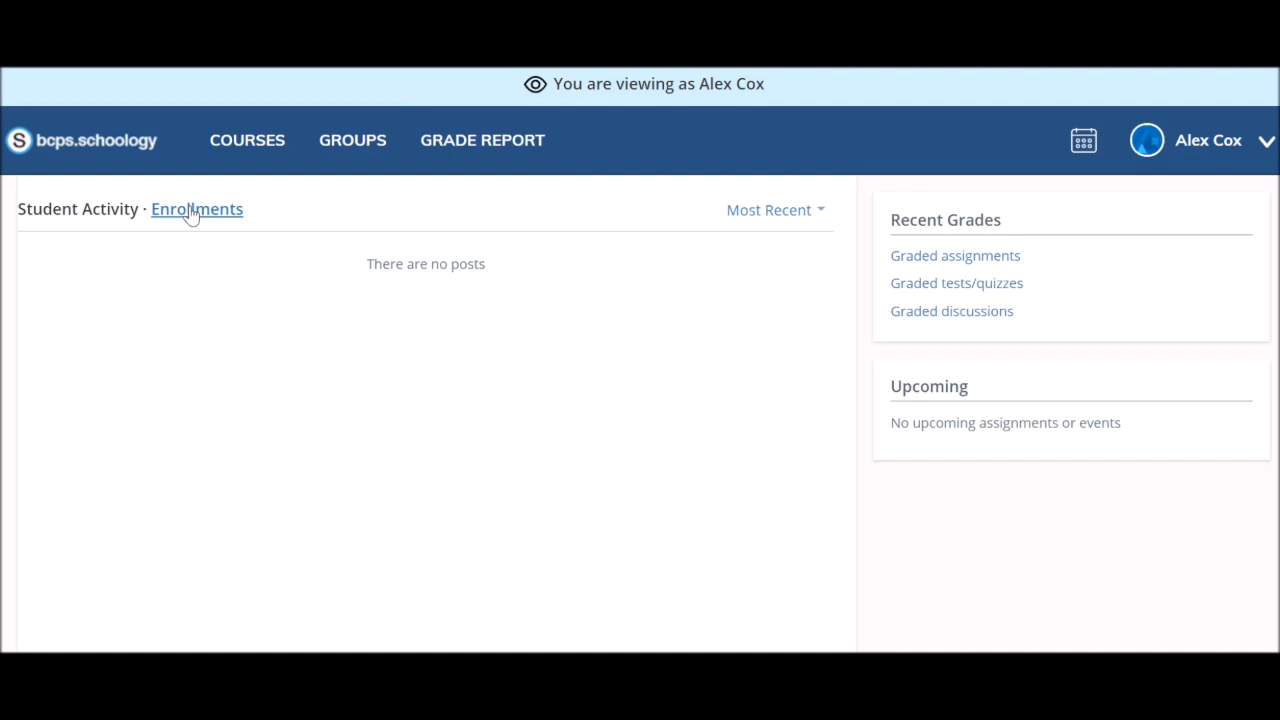 You are viewing as Alex Cox
S bcps.schoology COURSES GROUPS GRADE REPORT Alex Cox
Student Activity · Enrollments Most Recent
There are no posts
Recent Grades
Graded assignments
Graded tests/quizzes
Graded discussions
Upcoming
No upcoming assignments or events